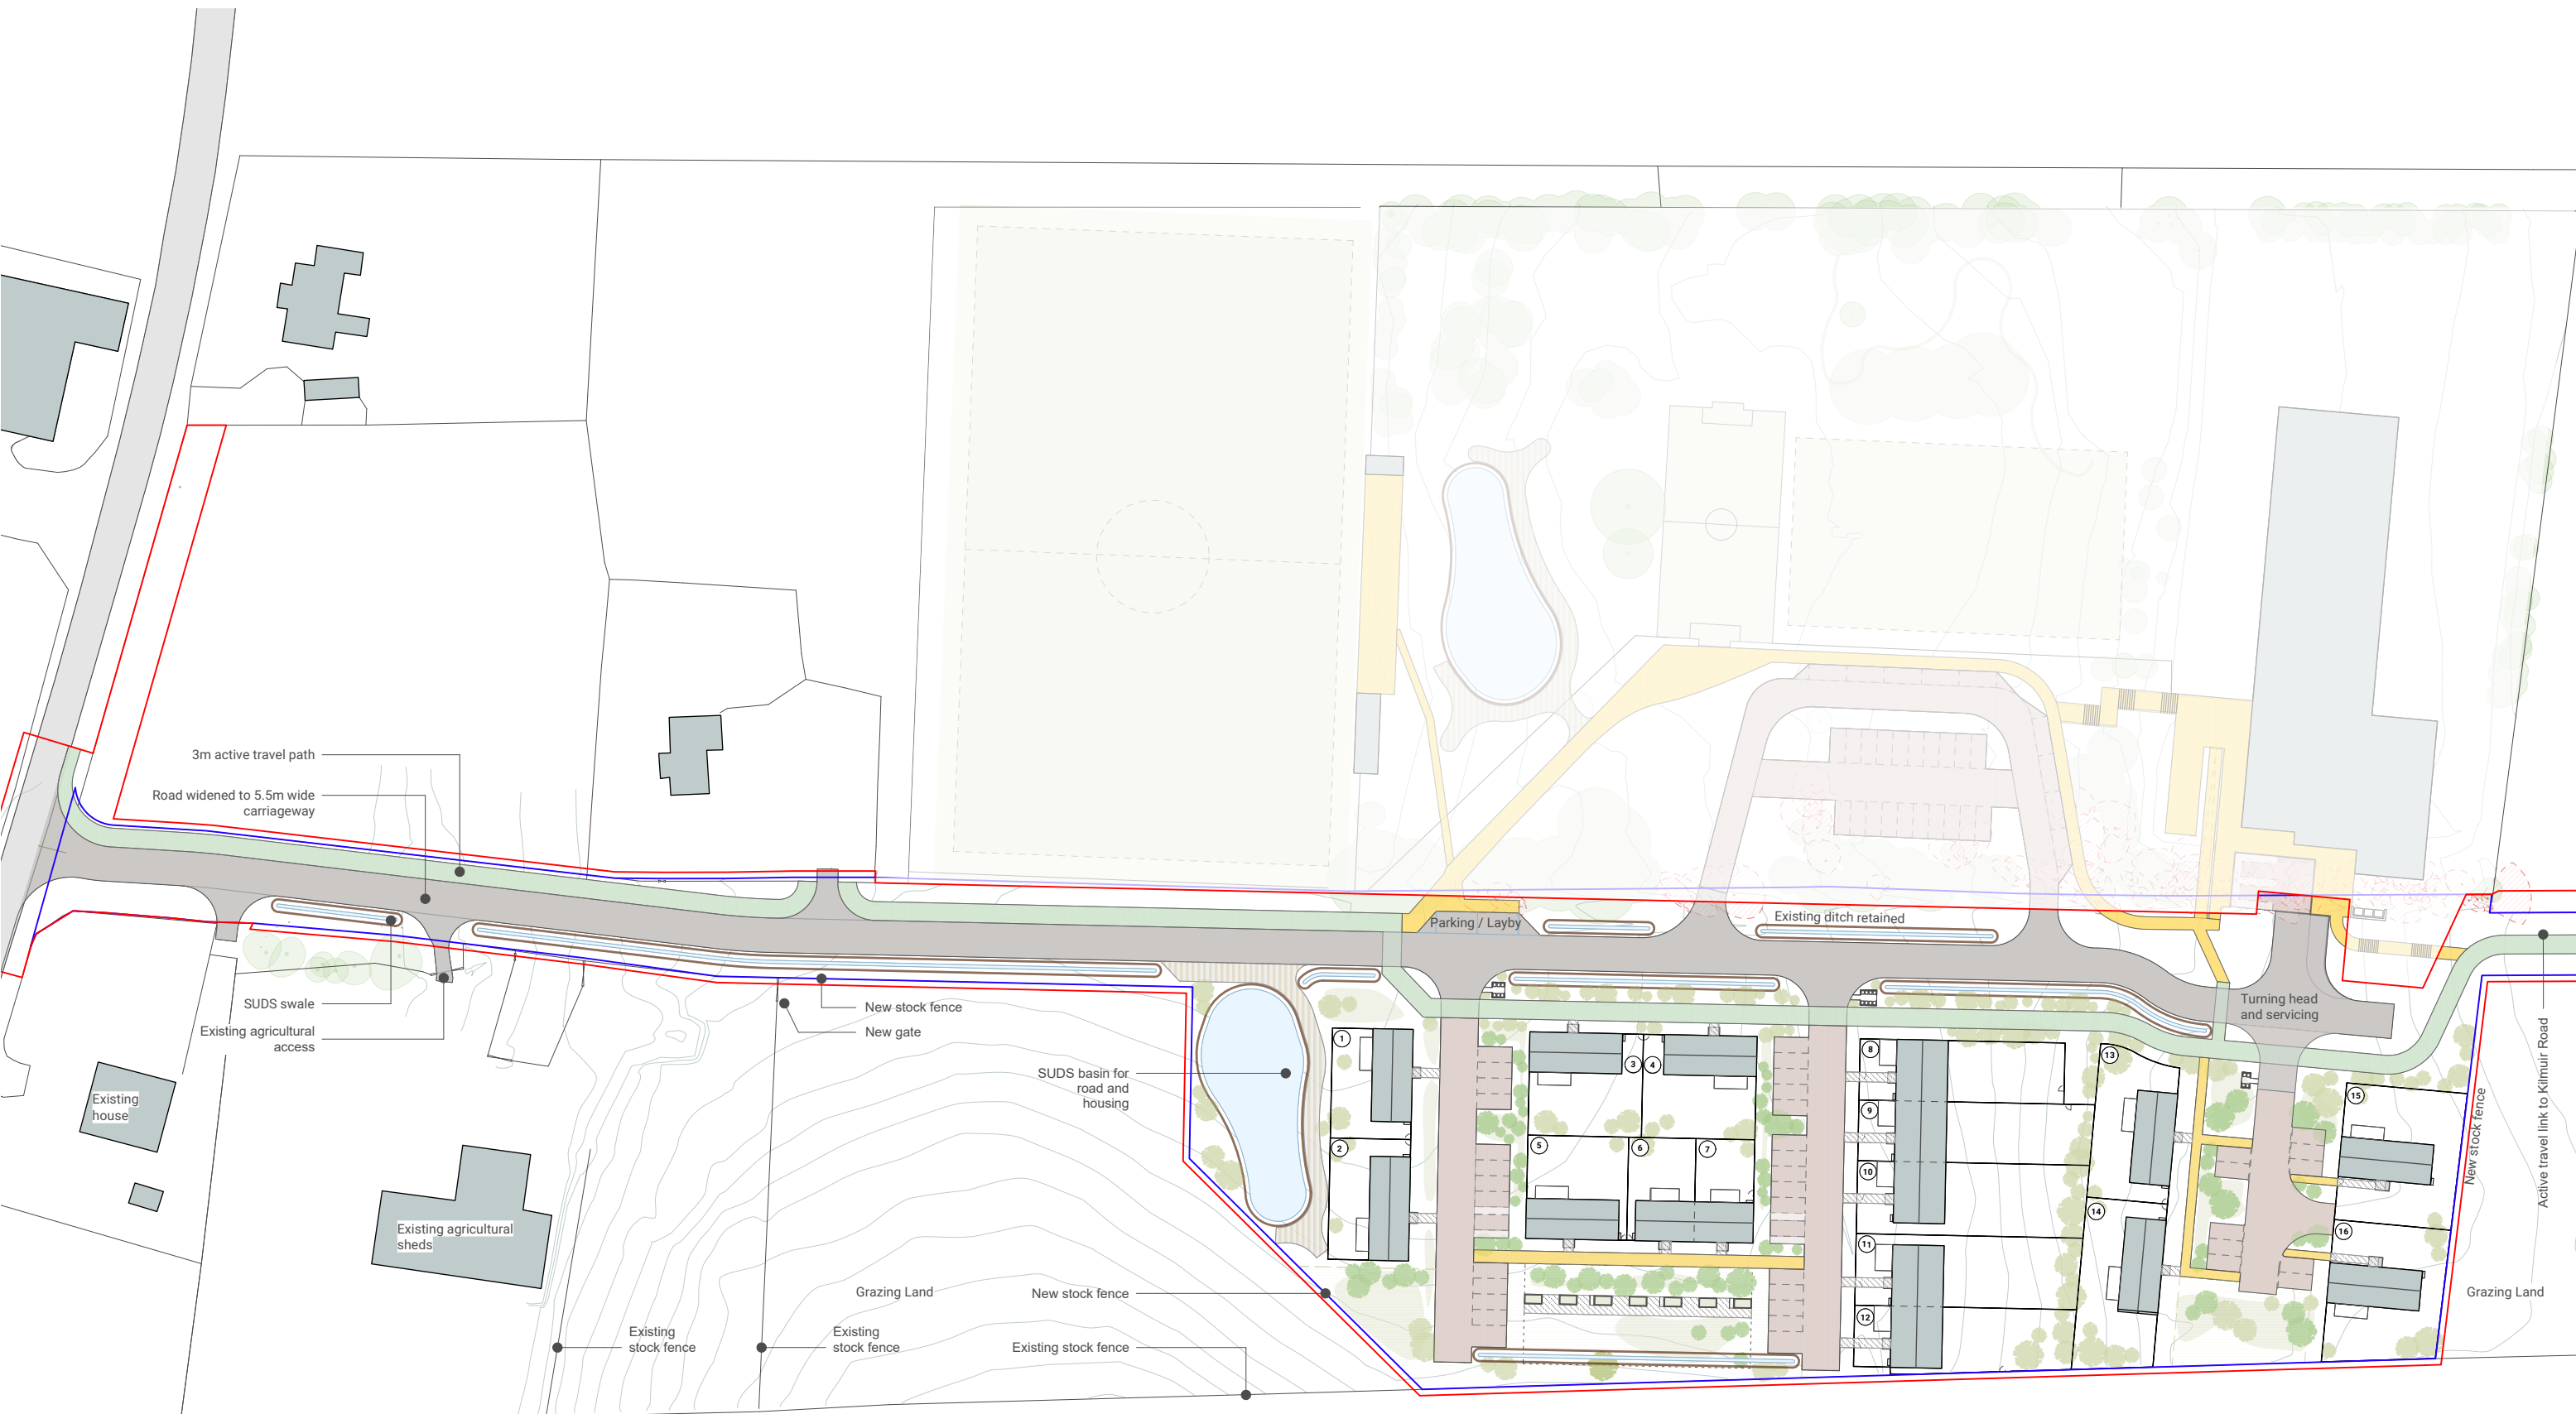 3m active travel path
Road widened to 5.5m wide
carriageway
Parking / Layby
Existing ditch retained
SUDS swale
Existing agricultural
access
New stock fence
New gate
Turning head
and servicing
SUDS basin for
road and
housing
Existing
house
Existing agricultural
sheds
1
2
3
4
5
6
7
8
9
10
11
12
13
14
15
16
New stock fence
Active travel link to Kilmuir Road
Grazing Land
New stock fence
Grazing Land
Existing
stock fence
Existing
stock fence
Existing stock fence